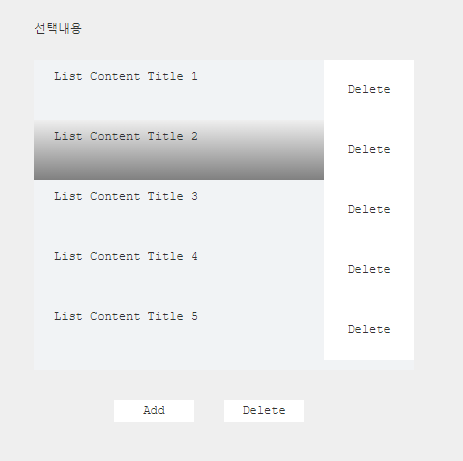 선택내용
List Content Title 1
Delete
List Content Title 2
Delete
List Content Title 3
Delete
List Content Title 4
Delete
List Content Title 5
Delete
Add Delete